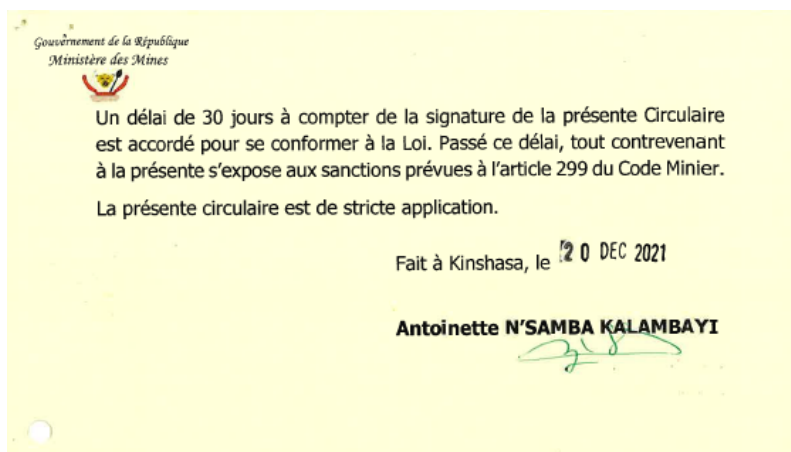 Gouvernement de la République
Ministère des Mines
Un délai de 30 jours à compter de la signature de la présente Circulaire
est accordé pour se conformer à la Loi. Passé ce délai, tout contrevenant
à la présente s'expose aux sanctions prévues à l'article 299 du Code Minier.
La présente circulaire est de stricte application.
Fait à Kinshasa, le 20 DEC 2021
Antoinette N'SAMBA KALAMBAYI